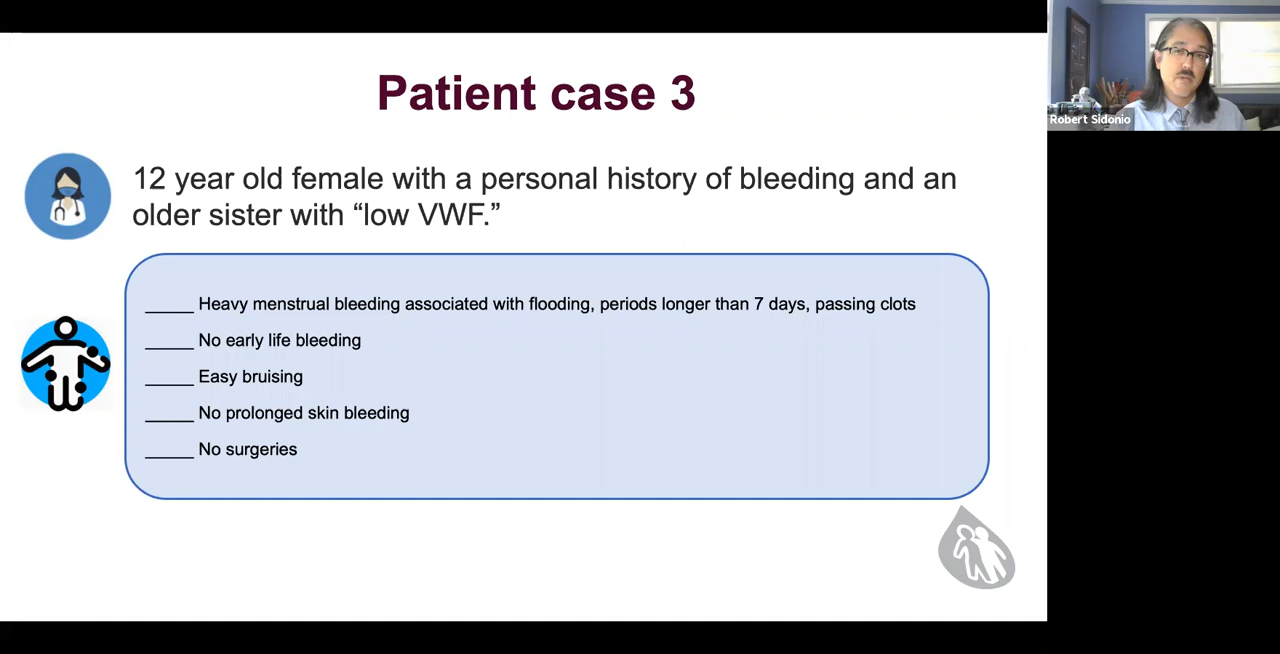 Patient case 3
Robert Sidonio
12 year old female with a personal history of bleeding and an
older sister with “low VWF.”
_____ Heavy menstrual bleeding associated with flooding, periods longer than 7 days, passing clots
_____ No early life bleeding
_____ Easy bruising
_____ No prolonged skin bleeding
_____ No surgeries